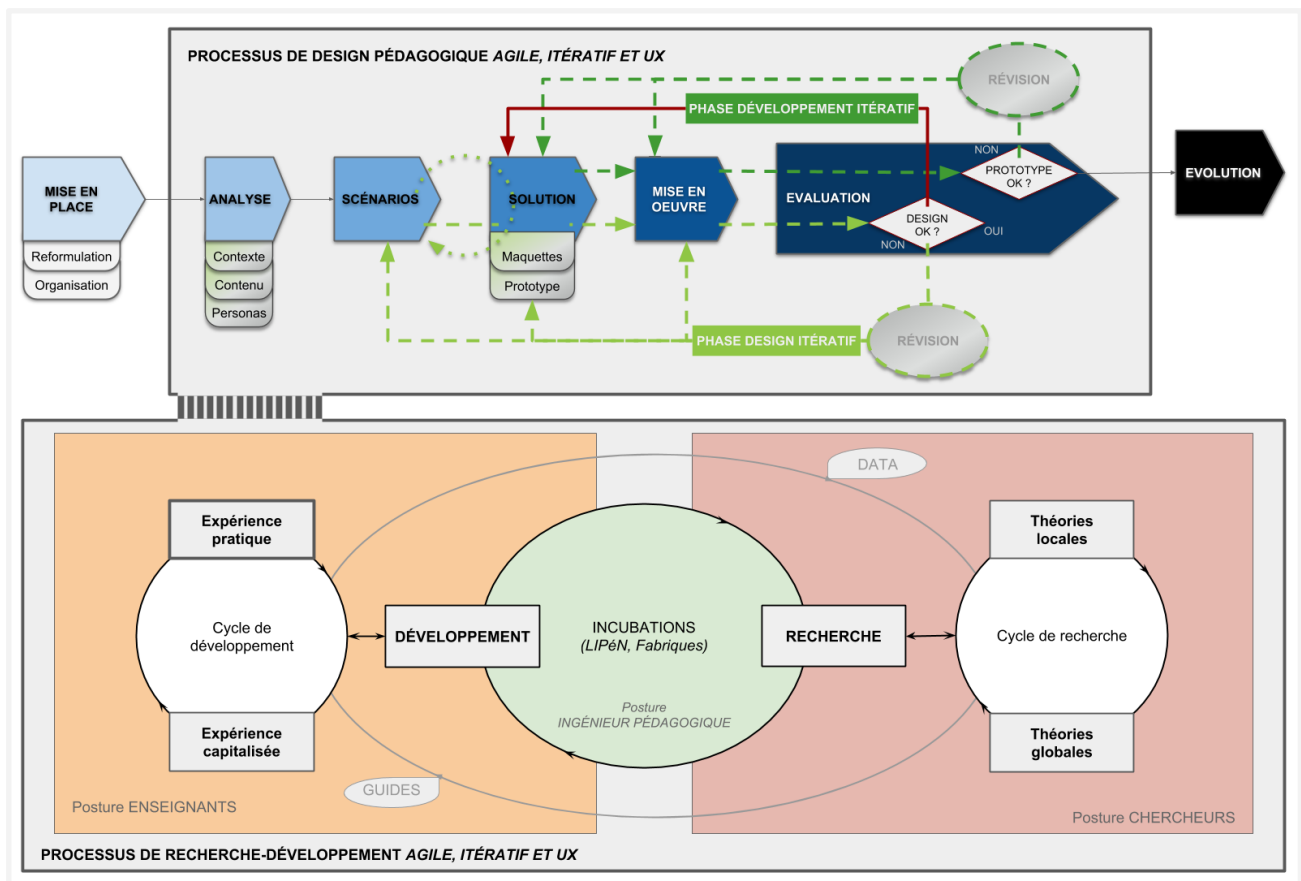 PROCESSUS DE DESIGN PÉDAGOGIQUE AGILE, ITÉRATIF ET UX
RÉVISION
PHASE DÉVELOPPEMENT ITÉRATIF
MISE EN
PLACE
Reformulation
Organisation
ANALYSE
Contexte
Contenu
Personas
SCÉNARIOS
SOLUTION
Maquettes
Prototype
MISE EN
OEUVRE
EVALUATION
NON
PROTOTYPE
OK ?
DESIGN
OK ?
NON
OUI
EVOLUTION
PHASE DESIGN ITÉRATIF
RÉVISION
DATA
Expérience
pratique
Cycle de
développement
Expérience
capitalisée
DÉVELOPPEMENT
INCUBATIONS
(LIPéN, Fabriques)
Posture
INGÉNIEUR PÉDAGOGIQUE
RECHERCHE
Théories
locales
Cycle de recherche
Théories
globales
GUIDES
Posture ENSEIGNANTS
Posture CHERCHEURS
PROCESSUS DE RECHERCHE-DÉVELOPPEMENT AGILE, ITÉRATIF ET UX